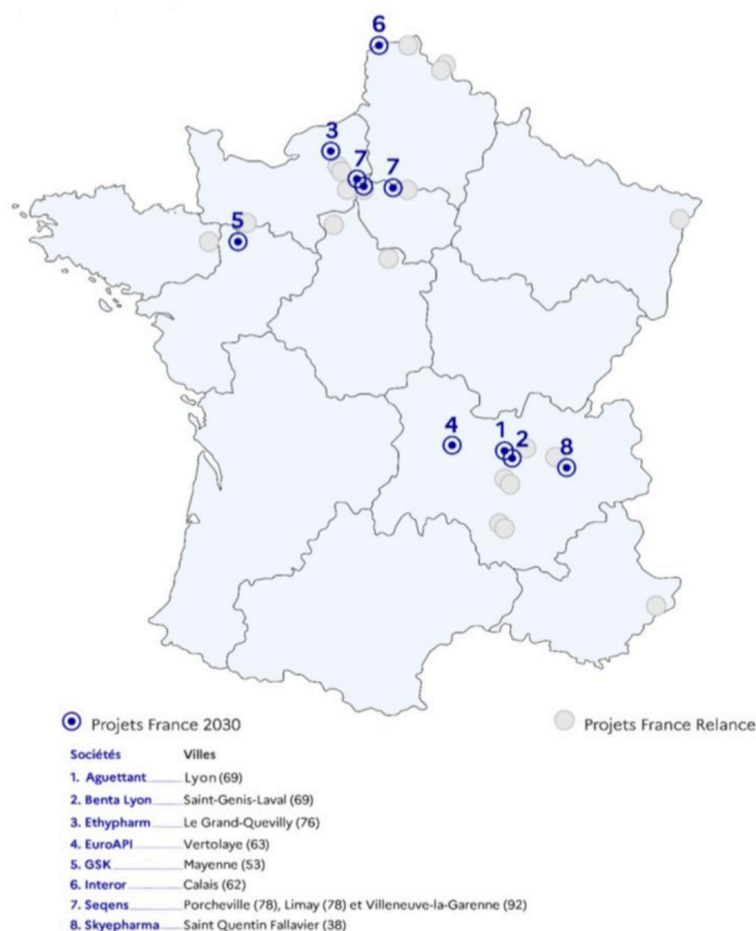 6
3
7
7
5
4
1
2
8
Projets France 2030
Projets France Relance
Sociétés Villes
1. Aguettant Lyon (69)
2. Benta Lyon Saint-Genis-Laval (69)
3. Ethypharm Le Grand-Quevilly (76)
4. EuroAPI Vertolaye (63)
5. GSK Mayenne (53)
6. Interor Calais (62)
7. Seqens Porcheville (78), Limay (78) et Villeneuve-la-Garenne (92)
8. Skyepharma Saint Quentin Fallavier (38)